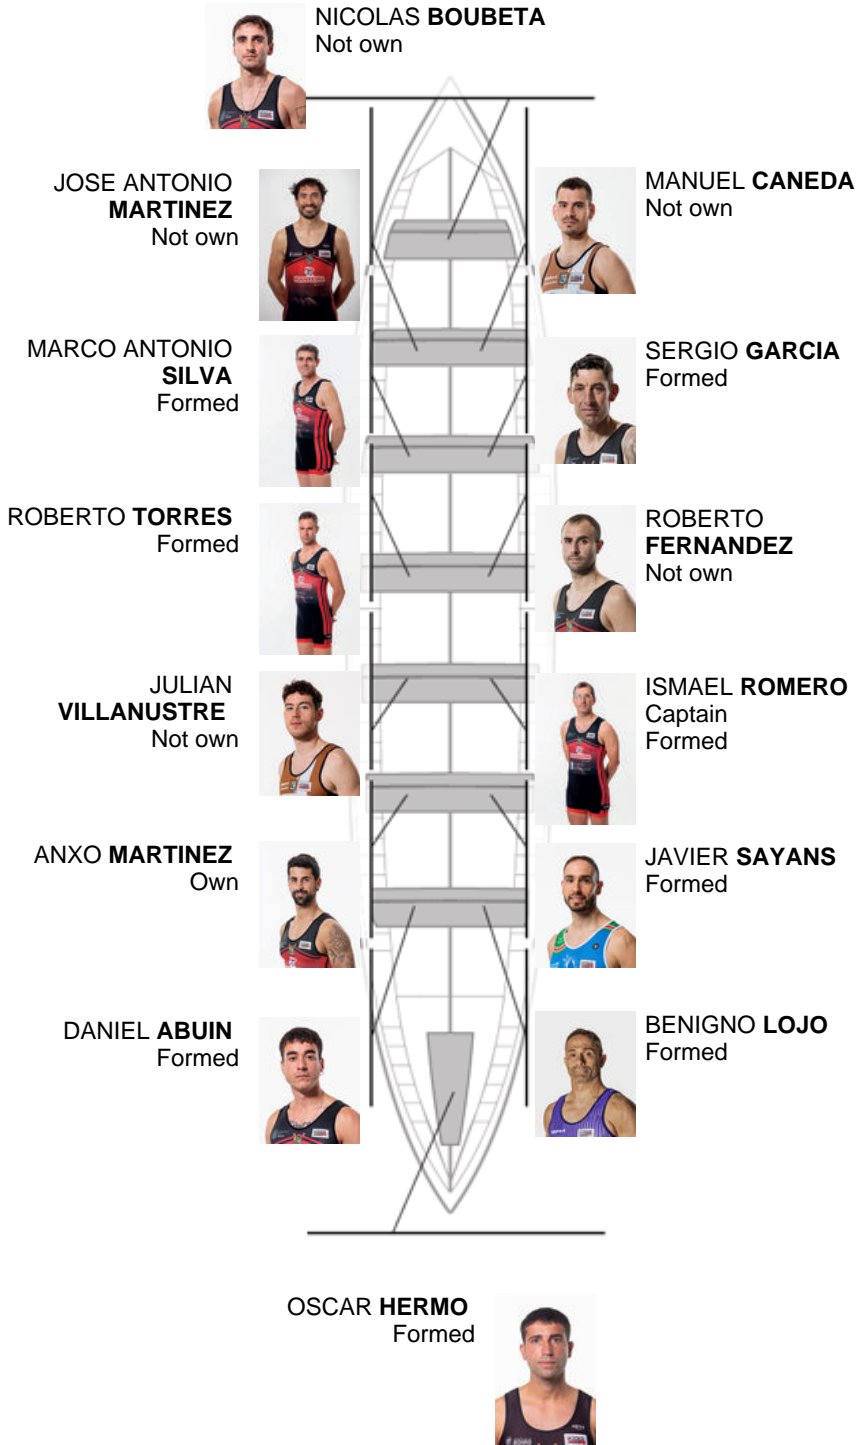 NICOLAS BOUBETA
Not own
JOSE ANTONIO
MARTINEZ
Not own
MANUEL CANEDA
Not own
MARCO ANTONIO
SILVA
Formed
SERGIO GARCIA
Formed
ROBERTO TORRES
Formed
ROBERTO
FERNANDEZ
Not own
JULIAN
VILLANUSTRE
Not own
ISMAEL ROMERO
Captain
Formed
ANXO MARTINEZ
Own
JAVIER SAYANS
Formed
DANIEL ABUIN
Formed
BENIGNO LOJO
Formed
OSCAR HERMO
Formed